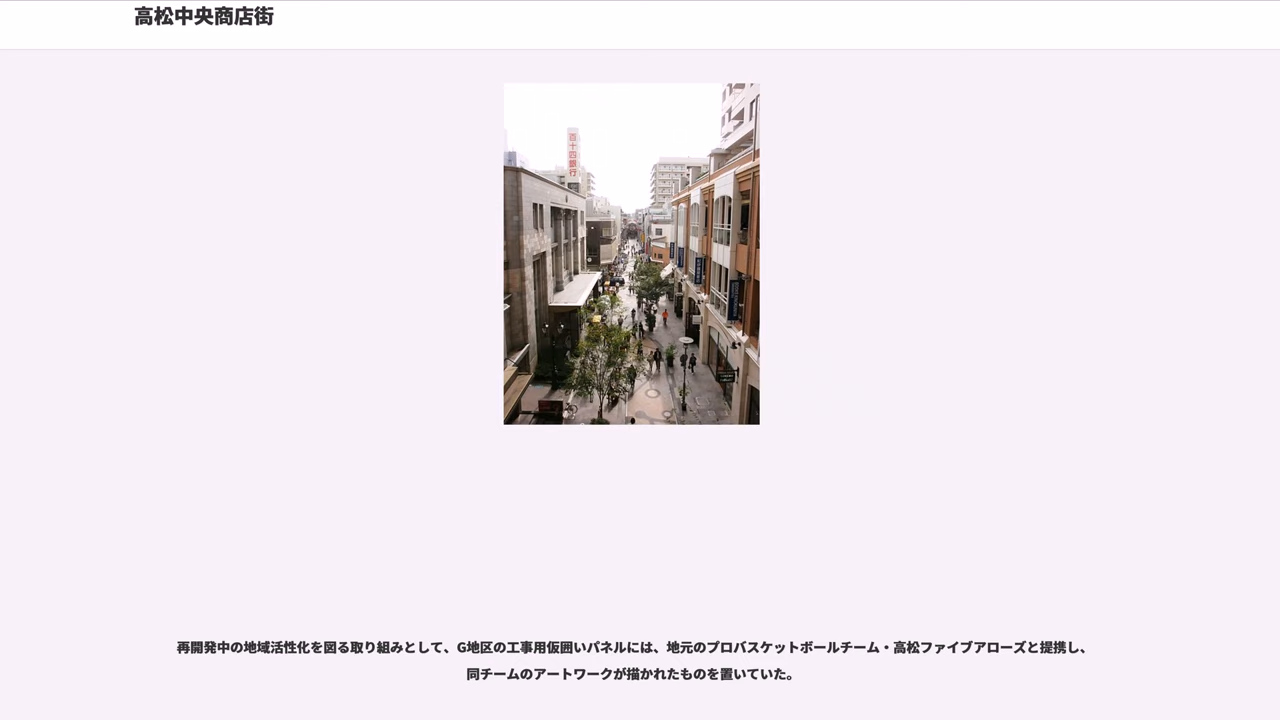 高松中央商店街
百十四銀行
再開発中の地域活性化を図る取り組みとして、G地区の工事用仮囲いパネルには、地元のプロバスケットボールチーム・高松ファイブアローズと提携し、
同チームのアートワークが描かれたものを置いていた。